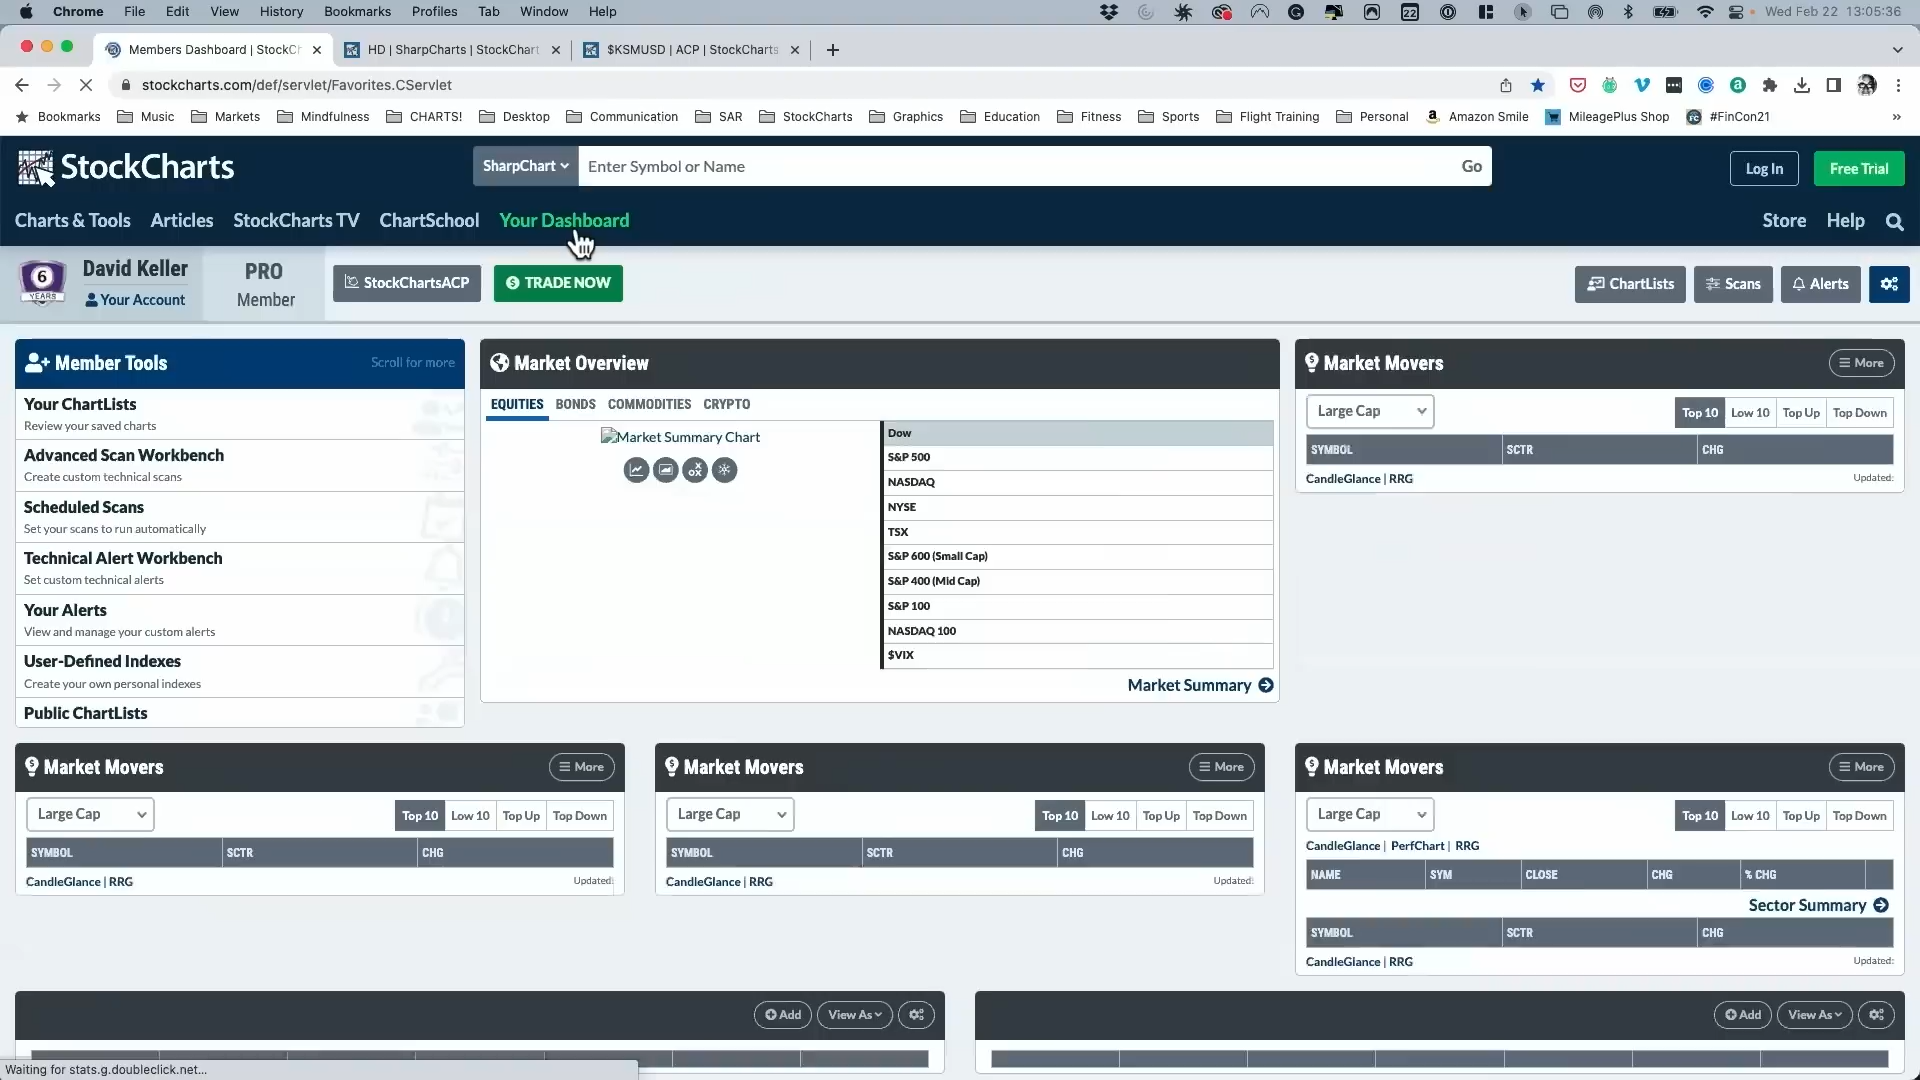 Chrome File Edit View History Bookmarks Profiles Tab Window Help 22 Wed Feb 22 13:05:36
Members Dashboard | StockCh HD | SharpCharts | StockChart $KSMUSD | ACP | StockCharts
stockcharts.com/def/servlet/Favorites.CServlet
Bookmarks Music Markets Mindfulness CHARTS! Desktop Communication SAR StockCharts Graphics Education Fitness Sports Flight Training Personal Amazon Smile MileagePlus Shop #FinCon21 »
StockCharts SharpChart Enter Symbol or Name Go Log In Free Trial
Charts & Tools Articles StockCharts TV ChartSchool Your Dashboard Store Help
6 YEARS David Keller PRO StockChartsACP TRADE NOW ChartLists Scans Alerts
Your Account Member
Member Tools Scroll for more
Your ChartLists
Review your saved charts
Advanced Scan Workbench
Create custom technical scans
Scheduled Scans
Set your scans to run automatically
Technical Alert Workbench
Set custom technical alerts
Your Alerts
View and manage your custom alerts
User-Defined Indexes
Create your own personal indexes
Public ChartLists
Market Overview
EQUITIES BONDS COMMODITIES CRYPTO
Market Summary Chart
OX
Dow
S&P 500
NASDAQ
NYSE
TSX
S&P 600 (Small Cap)
S&P 400 (Mid Cap)
S&P 100
NASDAQ 100
$VIX
Market Summary
Market Movers More
Large Cap Top 10 Low 10 Top Up Top Down
SYMBOL SCTR CHG
CandleGlance | RRG Updated:
Market Movers More
Large Cap Top 10 Low 10 Top Up Top Down
SYMBOL SCTR CHG
CandleGlance | RRG Updated:
Market Movers More
Large Cap Top 10 Low 10 Top Up Top Down
SYMBOL SCTR CHG
CandleGlance | RRG Updated:
Market Movers More
Large Cap Top 10 Low 10 Top Up Top Down
CandleGlance | PerfChart | RRG
NAME SYM CLOSE CHG % CHG
Sector Summary
SYMBOL SCTR CHG
CandleGlance | RRG Updated:
Add View As
Add View As
Waiting for stats.g.doubleclick.net...